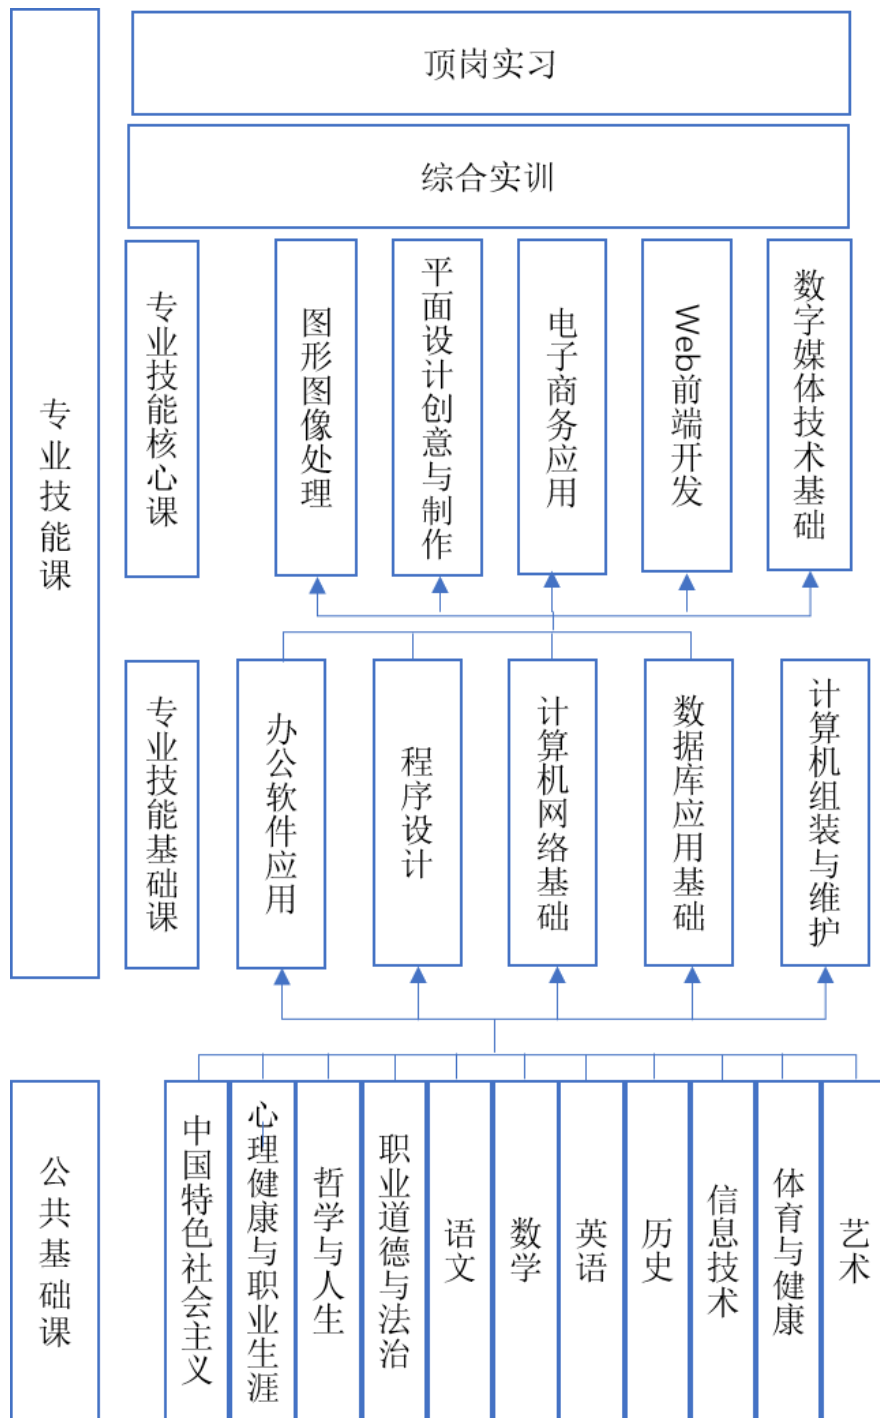 顶岗实习
综合实训
专业技能课
专业技能核心课
图形图像处理
平面设计创意与制作
电子商务应用
Web前端开发
数字媒体技术基础
专业技能基础课
办公软件应用
程序设计
计算机网络基础
数据库应用基础
计算机组装与维护
公共基础课
中国特色社会主义
心理健康与职业生涯
哲学与人生
职业道德与法治
语文
数学
英语
历史
信息技术
体育与健康
艺术